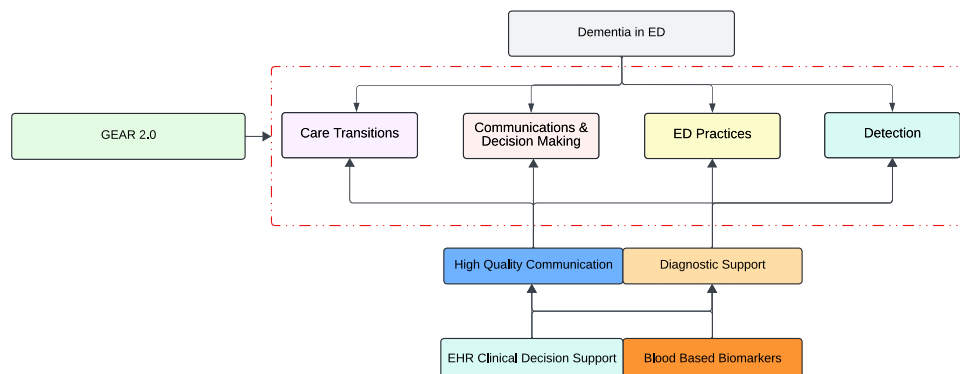 Dementia in ED
GEAR 2.0
Care Transitions
Communications &
Decision Making
ED Practices
Detection
High Quality Communication
Diagnostic Support
EHR Clinical Decision Support
Blood Based Biomarkers